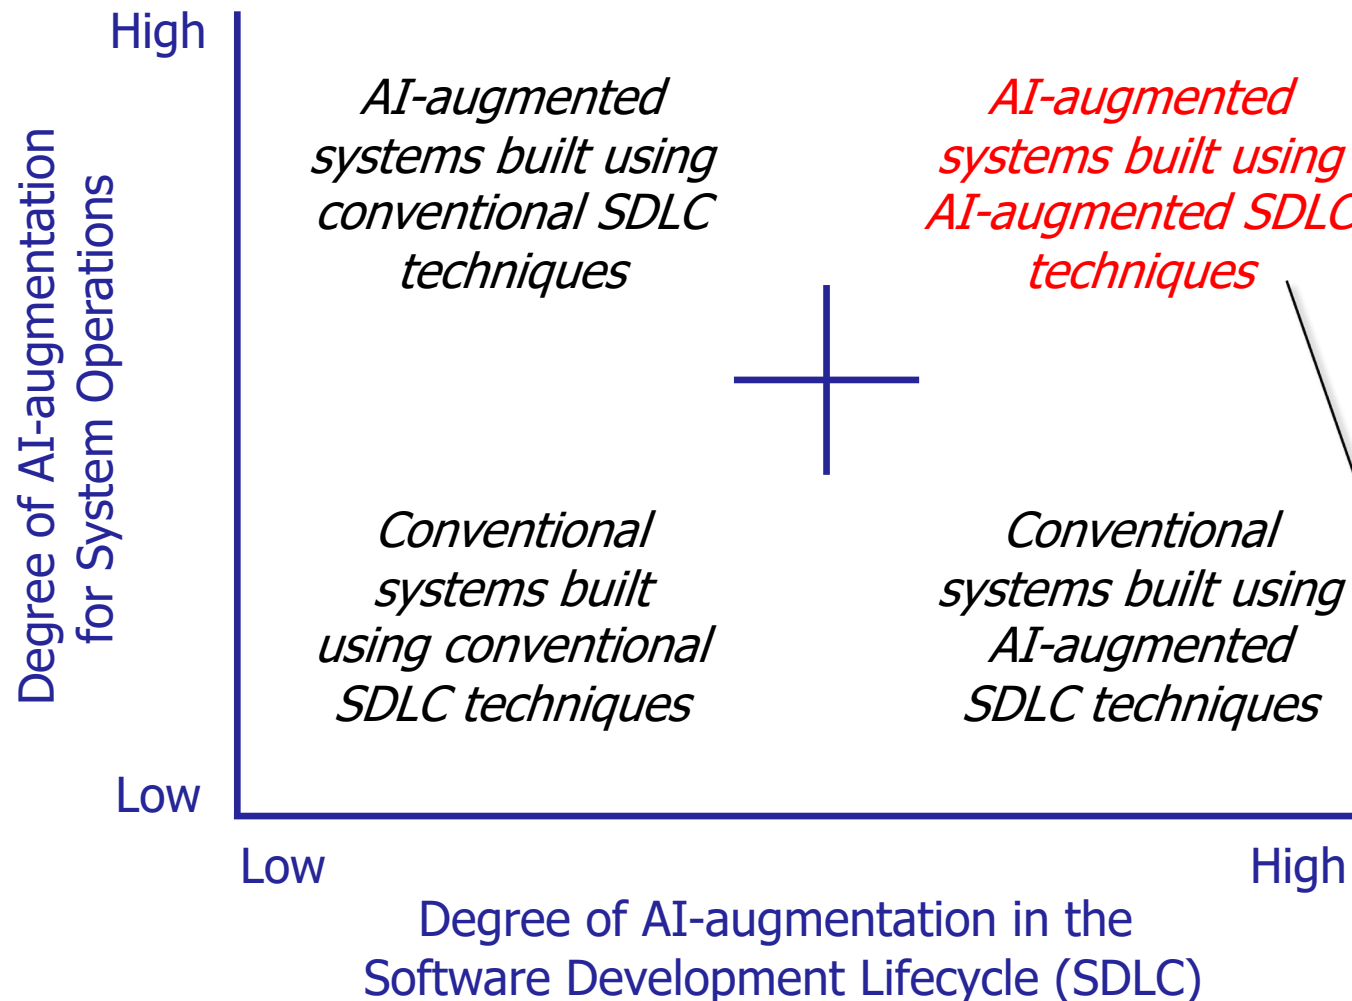 High
AI-augmented
systems built using
conventional SDLC
techniques
AI-augmented
systems built using
AI-augmented SDLC
techniques
Degree of AI-augmentation
for System Operations
Conventional
systems built
using conventional
SDLC techniques
Conventional
systems built using
AI-augmented
SDLC techniques
Low
Low
High
Degree of AI-augmentation in the
Software Development Lifecycle (SDLC)